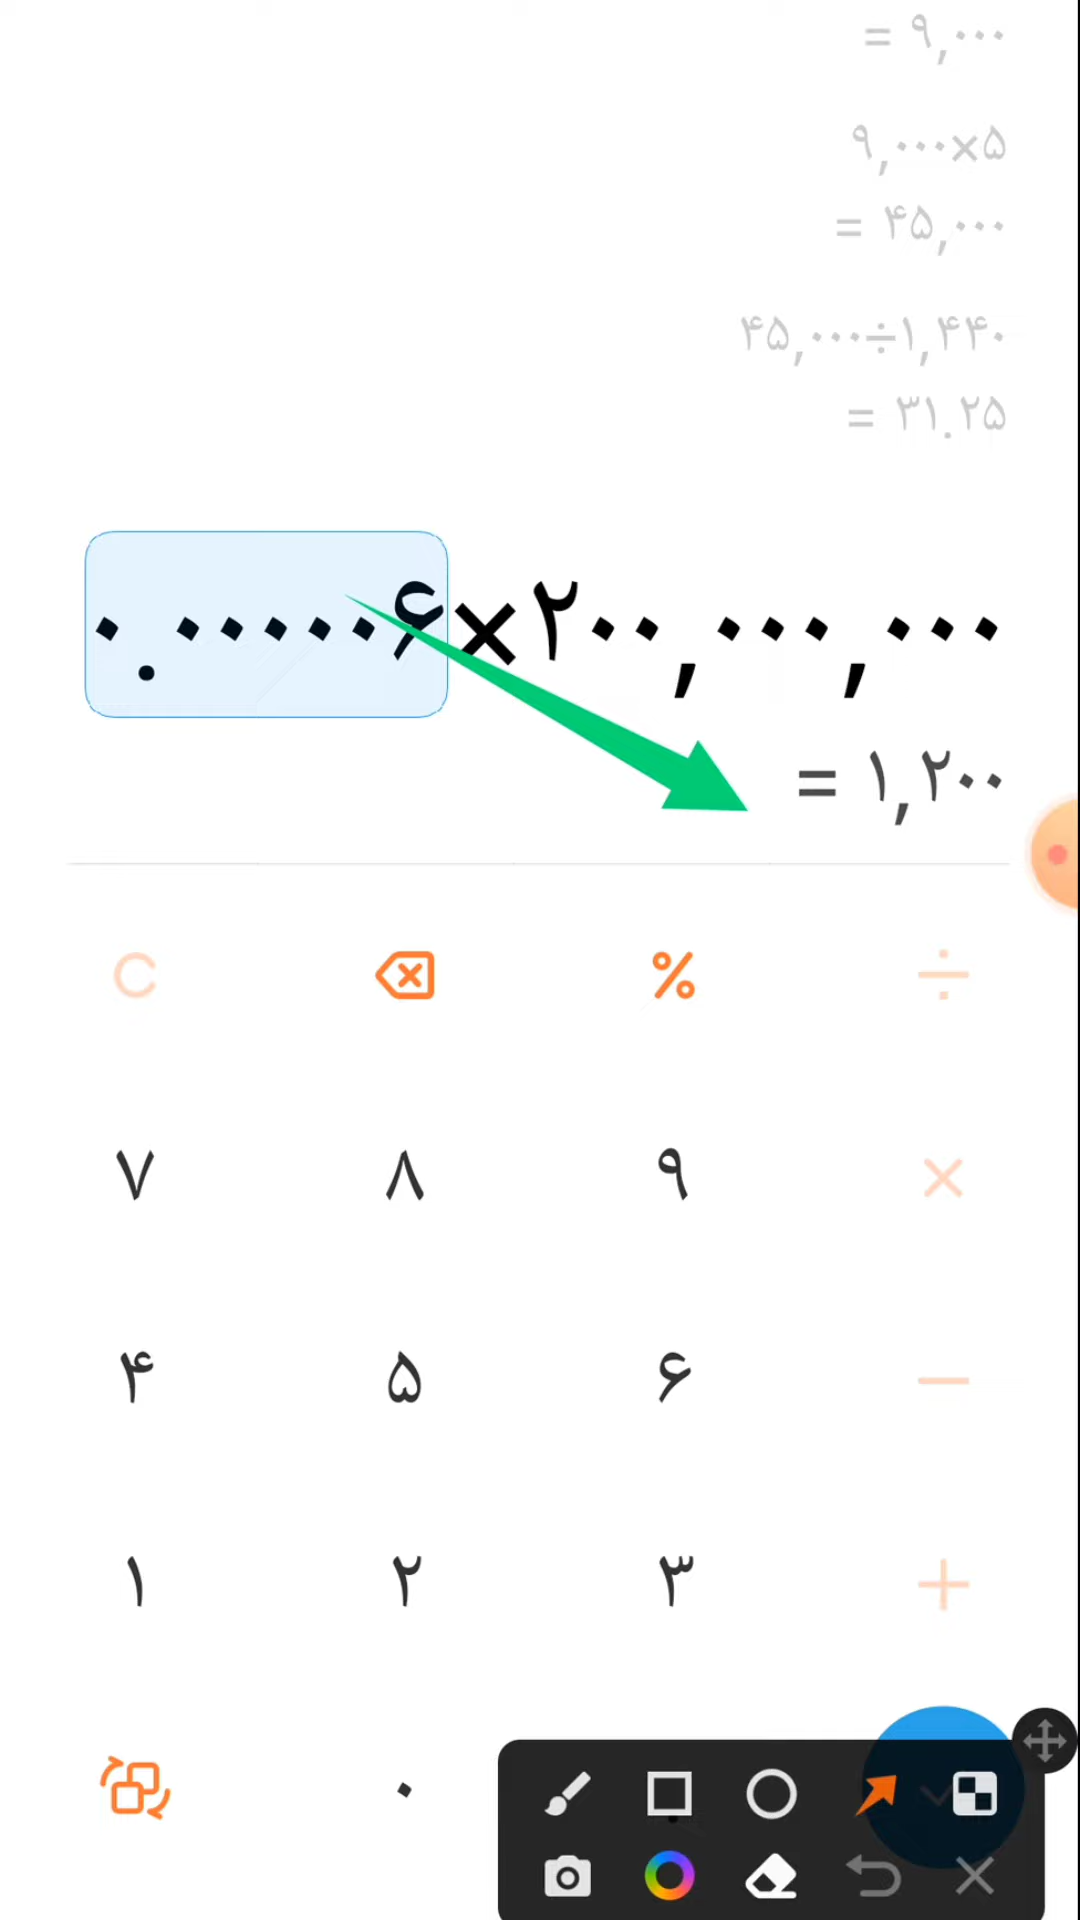 = ۹,۰۰۰
۹,۰۰۰×۵
= ۴۵,۰۰۰
۴۵,۰۰۰÷۱,۴۴۰
= ۳۱.۲۵
۰.۰۰۰۰۰۶×۲۰۰,۰۰۰,۰۰۰
= ۱,۲۰۰
C % ÷
۷ ۸ ۹ ×
۴ ۵ ۶ −
۱ ۲ ۳ +
۰